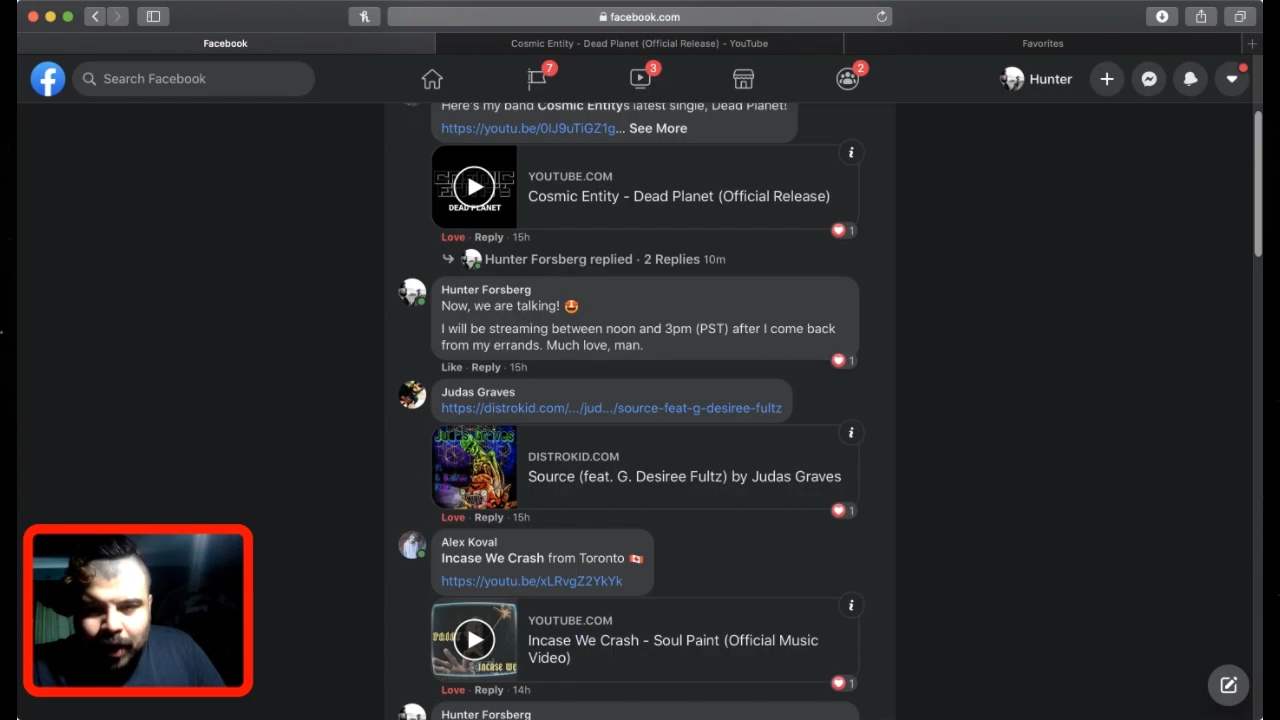 facebook.com
Facebook
Cosmic Entity - Dead Planet (Official Release) - YouTube
Favorites
Search Facebook
7
3
2
Hunter
Here's my band Cosmic Entitys latest single, Dead Planet!
https://youtu.be/0IJ9uTiGZ1g... See More
DEAD PLANET
YOUTUBE.COM
Cosmic Entity - Dead Planet (Official Release)
Love · Reply · 15h
1
Hunter Forsberg replied · 2 Replies 10m
Hunter Forsberg
Now, we are talking!
I will be streaming between noon and 3pm (PST) after I come back
from my errands. Much love, man.
Like · Reply · 15h
1
Judas Graves
https://distrokid.com/.../jud.../source-feat-g-desiree-fultz
Judas Graves
DISTROKID.COM
Source (feat. G. Desiree Fultz) by Judas Graves
Love · Reply · 15h
1
Alex Koval
Incase We Crash from Toronto
https://youtu.be/xLRvgZ2YkYk
INCASE WE
YOUTUBE.COM
Incase We Crash - Soul Paint (Official Music
Video)
Love · Reply · 14h
1
Hunter Forsberg